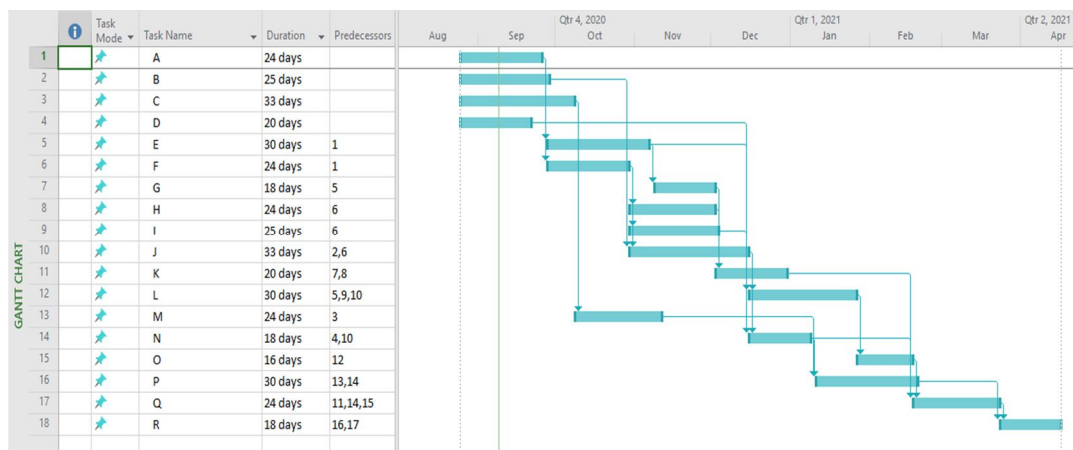 Qtr 4, 2020 Qtr 1, 2021 Qtr 2, 2021
Task Mode Task Name Duration Predecessors Aug Sep Oct Nov Dec Jan Feb Mar Apr
1 A 24 days
2 B 25 days
3 C 33 days
4 D 20 days
5 E 30 days 1
6 F 24 days 1
7 G 18 days 5
8 H 24 days 6
9 I 25 days 6
10 J 33 days 2,6
11 K 20 days 7,8
12 L 30 days 5,9,10
13 M 24 days 3
14 N 18 days 4,10
15 O 16 days 12
16 P 30 days 13,14
17 Q 24 days 11,14,15
18 R 18 days 16,17
GANTT CHART